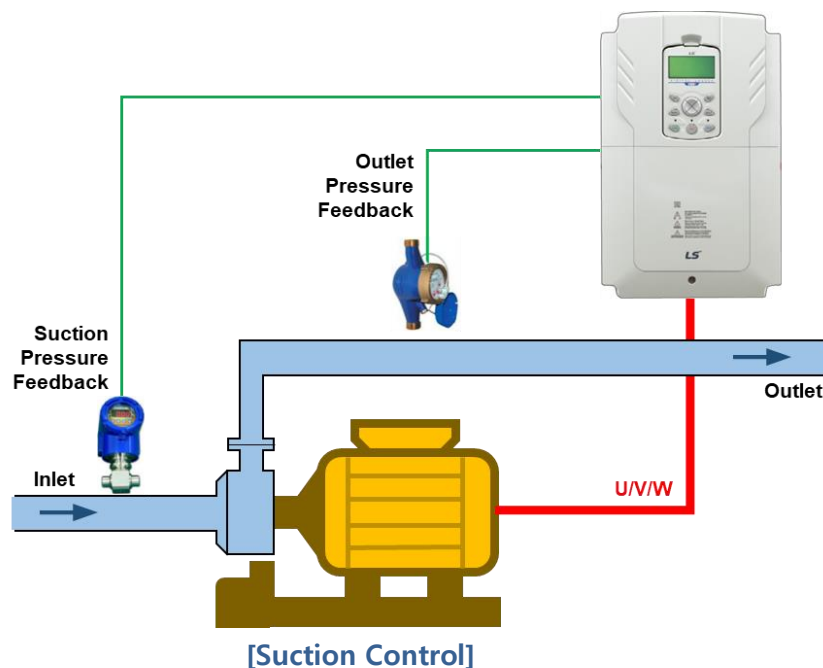 Outlet
Pressure
Feedback
LS
Suction
Pressure
Feedback
Outlet
Inlet
U/V/W
[Suction Control]